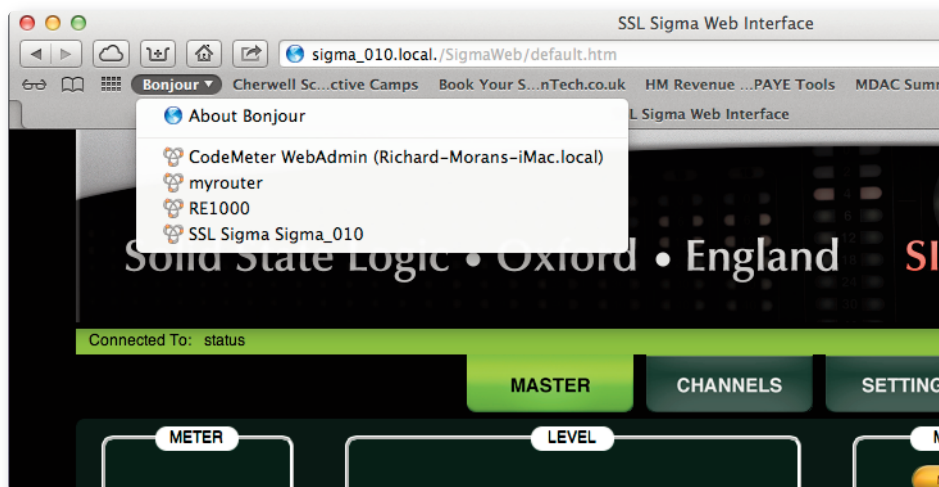 SSL Sigma Web Interface
sigma_010.local./SigmaWeb/default.htm
Bonjour ▼ Cherwell Sc...ctive Camps Book Your S...nTech.co.uk HM Revenue ...PAYE Tools MDAC Summ
L Sigma Web Interface
About Bonjour
CodeMeter WebAdmin (Richard-Morans-iMac.local)
myrouter
RE1000
SSL Sigma Sigma_010
Solid State Logic • Oxford • England
Connected To: status
MASTER CHANNELS SETTING
METER LEVEL